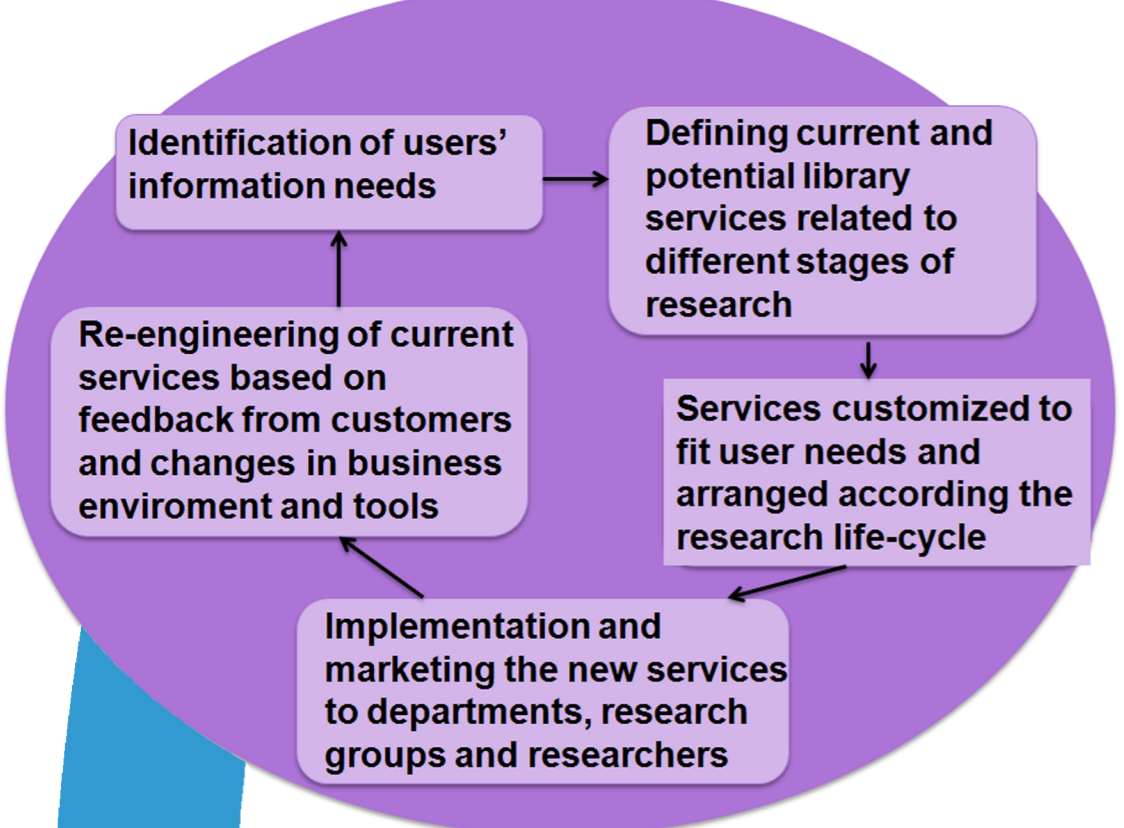 Identification of users’
information needs
Defining current and
potential library
services related to
different stages of
research
Services customized to
fit user needs and
arranged according the
research life-cycle
Implementation and
marketing the new services
to departments, research
groups and researchers
Re-engineering of current
services based on
feedback from customers
and changes in business
enviroment and tools